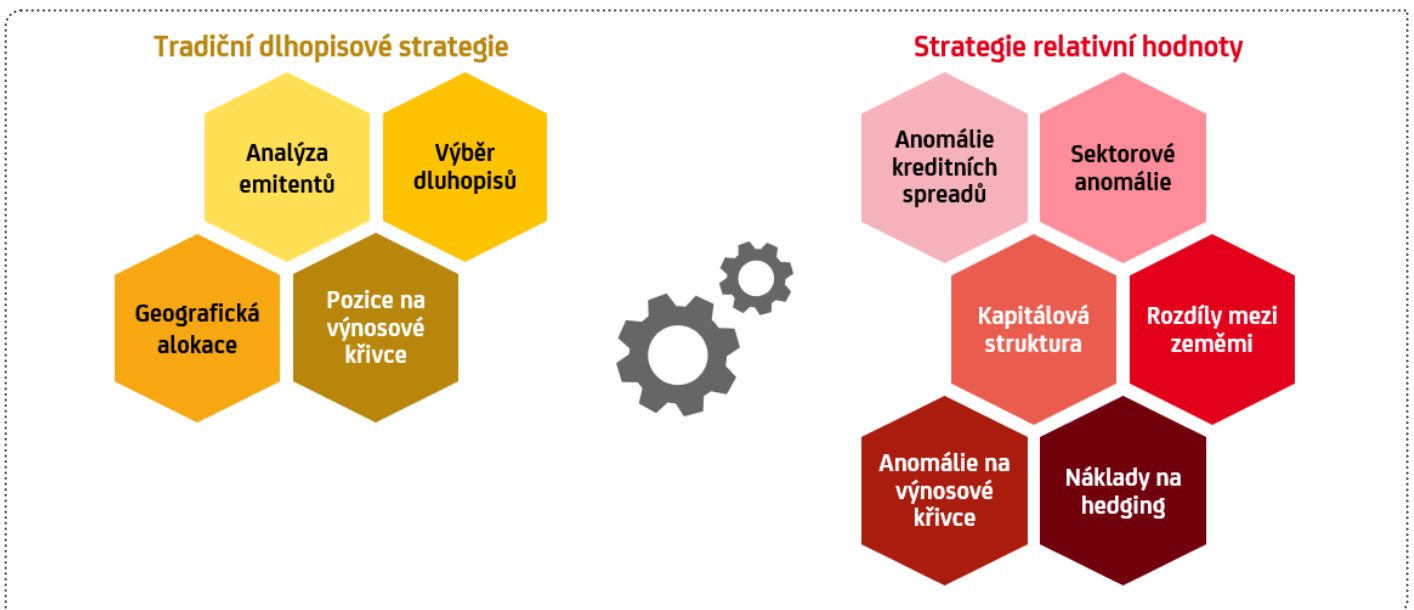 Tradiční dlhopisové strategie
Analýza
emitentů
Výběr
dluhopisů
Geografická
alokace
Pozice na
výnosové
křivce
Strategie relativní hodnoty
Anomálie
kreditních
spreadů
Sektorové
anomálie
Kapitálová
struktura
Rozdíly mezi
zeměmi
Anomálie na
výnosové
křivce
Náklady na
hedging